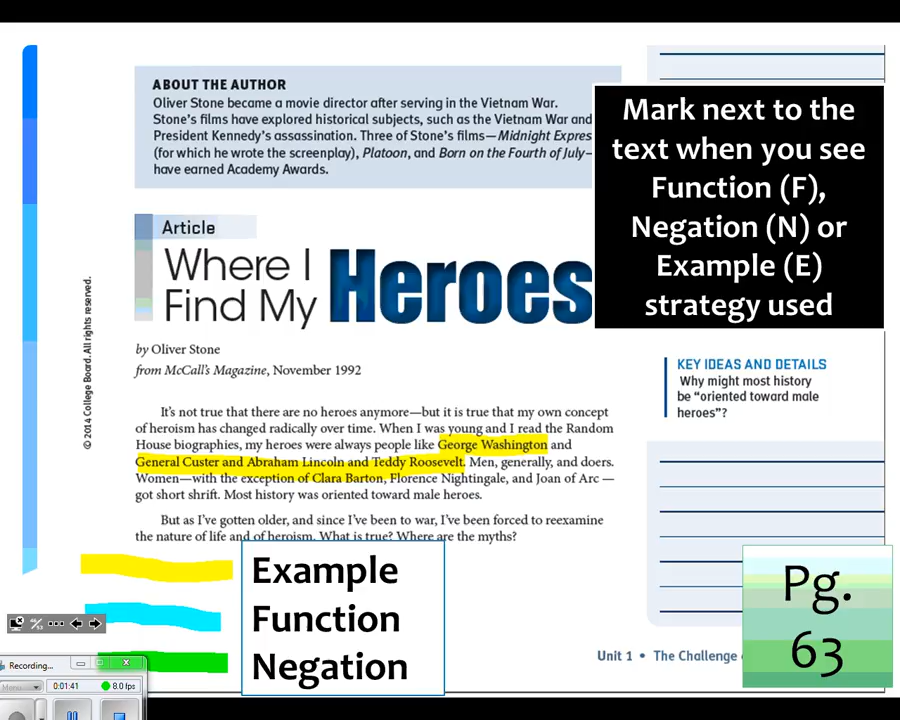 ABOUT THE AUTHOR
Oliver Stone became a movie director after serving in the Vietnam War.
Stone's films have explored historical subjects, such as the Vietnam War and
President Kennedy's assassination. Three of Stone's films—Midnight Expres
(for which he wrote the screenplay), Platoon, and Born on the Fourth of July—
have earned Academy Awards.
Mark next to the
text when you see
Function (F),
Negation (N) or
Example (E)
strategy used
Article
Where I
Find My
Heroes
by Oliver Stone
from McCall's Magazine, November 1992
KEY IDEAS AND DETAILS
Why might most history
be "oriented toward male
heroes"?
© 2014 College Board. All rights reserved.
It's not true that there are no heroes anymore—but it is true that my own concept
of heroism has changed radically over time. When I was young and I read the Random
House biographies, my heroes were always people like George Washington and
General Custer and Abraham Lincoln and Teddy Roosevelt. Men, generally, and doers.
Women—with the exception of Clara Barton, Florence Nightingale, and Joan of Arc —
got short shrift. Most history was oriented toward male heroes.
But as I've gotten older, and since I've been to war, I've been forced to reexamine
the nature of life and of heroism. What is true? Where are the myths?
Example
Function
Negation
Pg.
63
Unit 1 • The Challenge
Recording...
0:01:41
8.0 fps